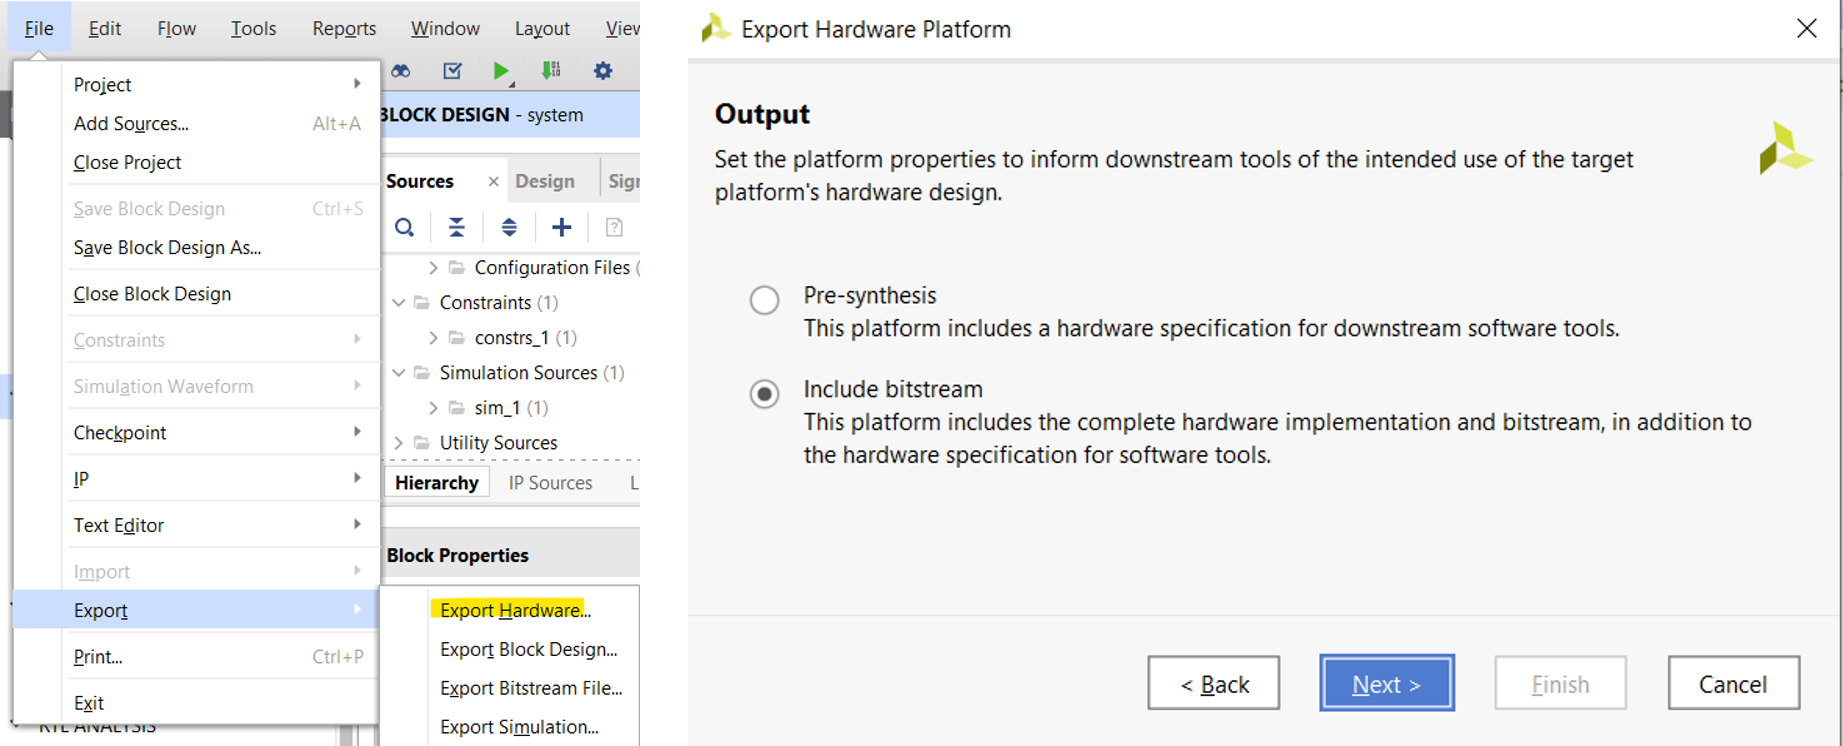 File Edit Flow Tools Reports Window Layout View
Project
Add Sources... Alt+A
Close Project
Save Block Design Ctrl+S
Save Block Design As...
Close Block Design
Constraints
Simulation Waveform
Checkpoint
IP
Text Editor
Import
Export
Print... Ctrl+P
Exit
RTL ANALYSIS
BLOCK DESIGN - system
Sources × Design Sign
Configuration Files (
Constraints (1)
constrs_1 (1)
Simulation Sources (1)
sim_1 (1)
Utility Sources
Hierarchy IP Sources L
Block Properties
Export Hardware...
Export Block Design...
Export Bitstream File...
Export Simulation...
Export Hardware Platform
Output
Set the platform properties to inform downstream tools of the intended use of the target
platform's hardware design.
Pre-synthesis
This platform includes a hardware specification for downstream software tools.
Include bitstream
This platform includes the complete hardware implementation and bitstream, in addition to
the hardware specification for software tools.
< Back Next > Finish Cancel